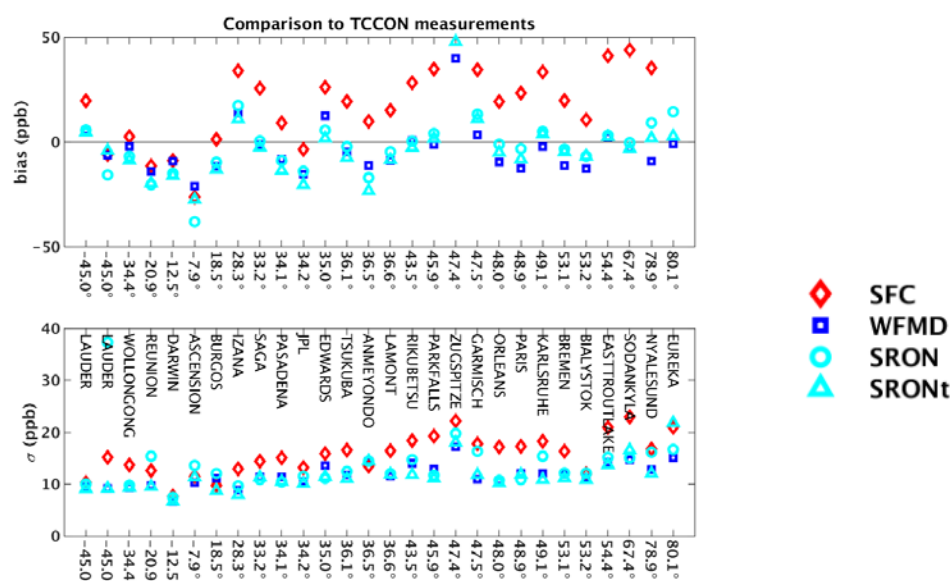 Comparison to TCCON measurements
50
0
−50
bias (ppb)
−45.0°
−45.0°
−34.4°
−20.9°
−12.5°
−7.9°
18.5°
28.3°
33.2°
34.1°
34.2°
35.0°
36.1°
36.5°
36.6°
43.5°
45.9°
47.4°
47.5°
48.0°
48.9°
49.1°
53.1°
53.2°
54.4°
67.4°
78.9°
80.1°
40
30
20
10
0
σ (ppb)
LAUDER
LAUDER
WOLLONGONG
REUNION
DARWIN
ASCENSION
BURGOS
IZANA
SAGA
PASADENA
JPL
EDWARDS
TSUKUBA
ANMEYONDO
LAMONT
RIKUBETSU
PARKFALLS
ZUGSPITZE
GARMISCH
ORLEANS
PARIS
KARLSRUHE
BREMEN
BIALYSTOK
EASTTROUTLAKE
SODANKYLA
NYALESUND
EUREKA
−45.0
−45.0
−34.4
−20.9
−12.5
−7.9°
18.5°
28.3°
33.2°
34.1°
34.2°
35.0°
36.1°
36.5°
36.6°
43.5°
45.9°
47.4°
47.5°
48.0°
48.9°
49.1°
53.1°
53.2°
54.4°
67.4°
78.9°
80.1°
SFC
WFMD
SRON
SRONt